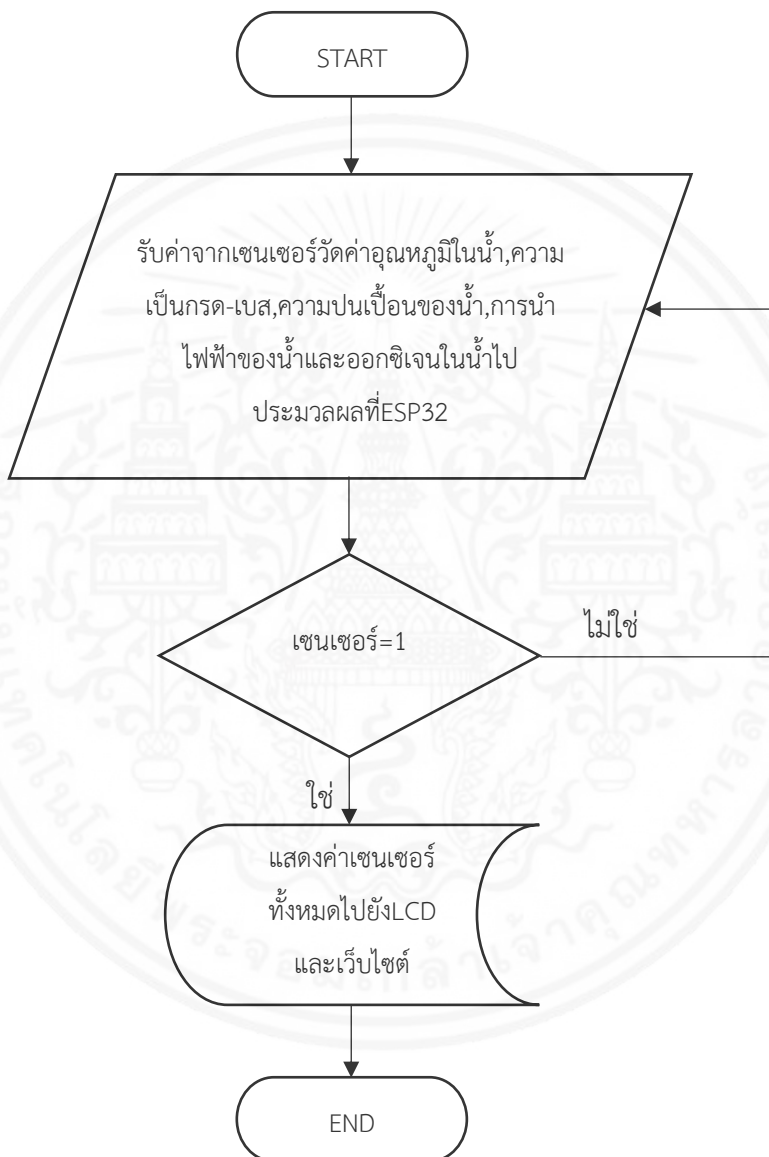 START
รับค่าจากเซนเซอร์วัดค่าอุณหภูมิในน้ำ,ความ
เป็นกรด-เบส,ความปนเปื้อนของน้ำ,การนำ
ไฟฟ้าของน้ำและออกซิเจนในน้ำไป
ประมวลผลที่ESP32
เซนเซอร์=1
ไม่ใช่
ใช่
แสดงค่าเซนเซอร์
ทั้งหมดไปยังLCD
และเว็บไซต์
END